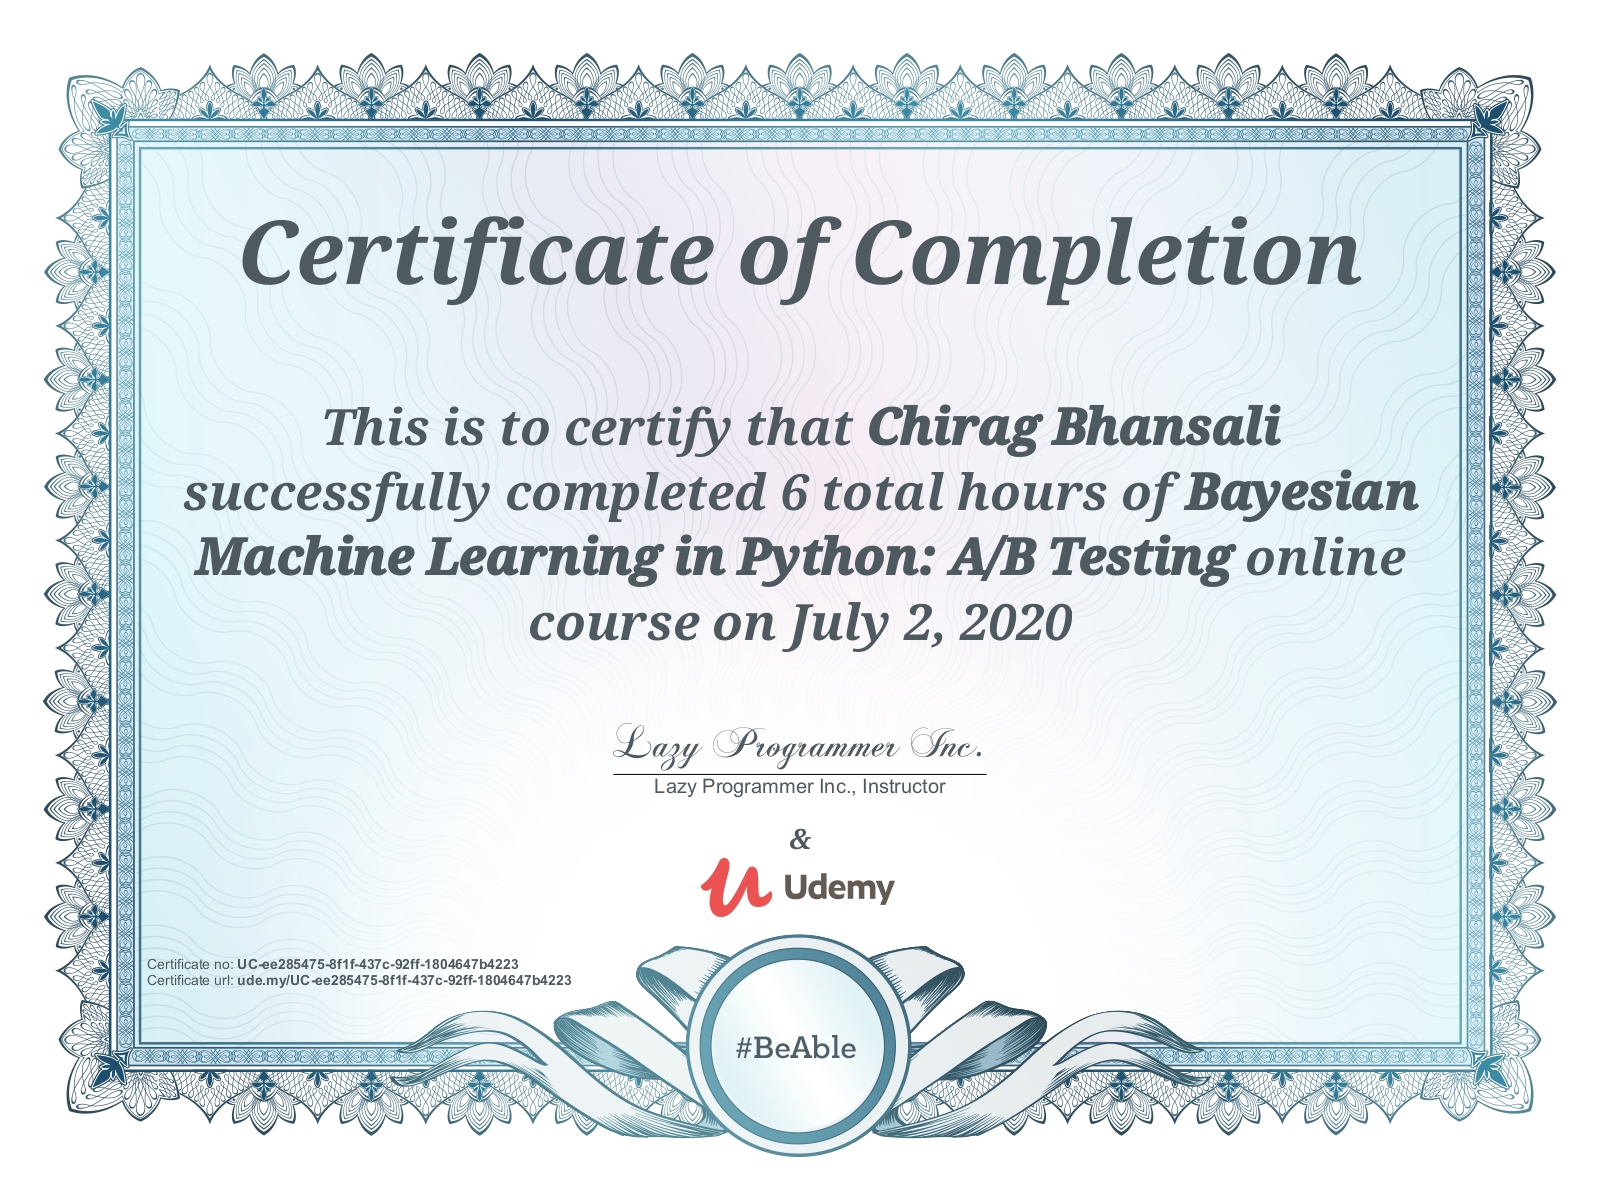 Certificate of Completion
This is to certify that Chirag Bhansali
successfully completed 6 total hours of Bayesian
Machine Learning in Python: A/B Testing online
course on July 2, 2020
Lazy Programmer Inc.
Lazy Programmer Inc., Instructor
&
Udemy
Certificate no: UC-ee285475-8f1f-437c-92ff-1804647b4223
Certificate url: ude.my/UC-ee285475-8f1f-437c-92ff-1804647b4223
#BeAble